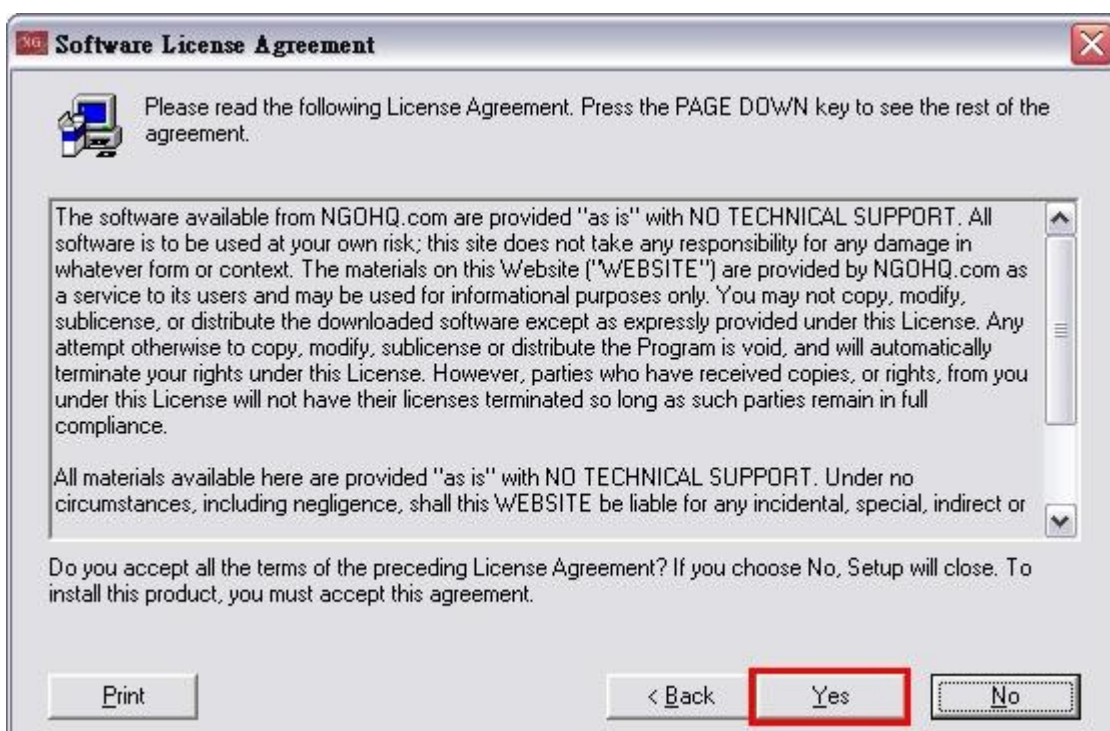 NG Software License Agreement
Please read the following License Agreement. Press the PAGE DOWN key to see the rest of the
agreement.
The software available from NGOHQ.com are provided "as is" with NO TECHNICAL SUPPORT. All
software is to be used at your own risk; this site does not take any responsibility for any damage in
whatever form or context. The materials on this Website ("WEBSITE") are provided by NGOHQ.com as
a service to its users and may be used for informational purposes only. You may not copy, modify,
sublicense, or distribute the downloaded software except as expressly provided under this License. Any
attempt otherwise to copy, modify, sublicense or distribute the Program is void, and will automatically
terminate your rights under this License. However, parties who have received copies, or rights, from you
under this License will not have their licenses terminated so long as such parties remain in full
compliance.
All materials available here are provided "as is" with NO TECHNICAL SUPPORT. Under no
circumstances, including negligence, shall this WEBSITE be liable for any incidental, special, indirect or
Do you accept all the terms of the preceding License Agreement? If you choose No, Setup will close. To
install this product, you must accept this agreement.
Print < Back Yes No